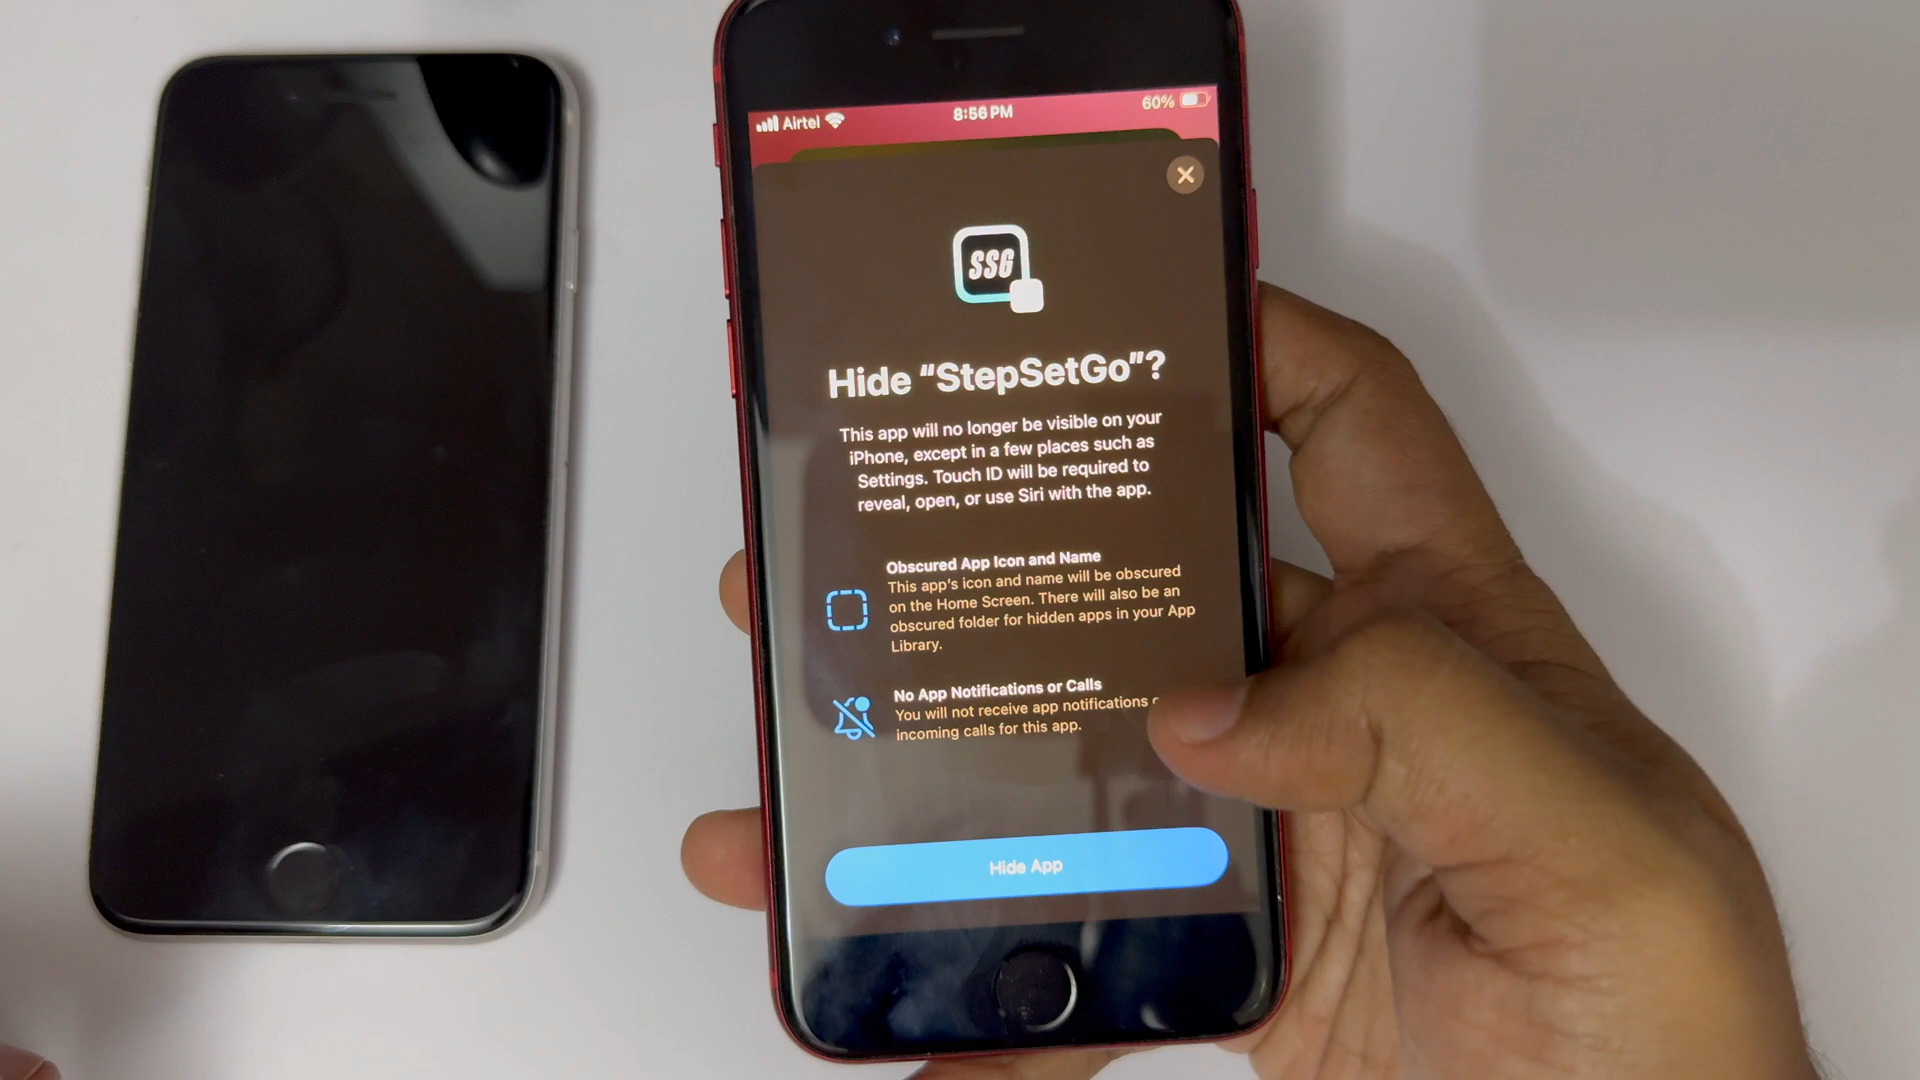 Airtel
8:56 PM
60%
SSG
Hide "StepSetGo"?
This app will no longer be visible on your
iPhone, except in a few places such as
Settings. Touch ID will be required to
reveal, open, or use Siri with the app.
Obscured App Icon and Name
This app's icon and name will be obscured
on the Home Screen. There will also be an
obscured folder for hidden apps in your App
Library.
No App Notifications or Calls
You will not receive app notifications
incoming calls for this app.
Hide App